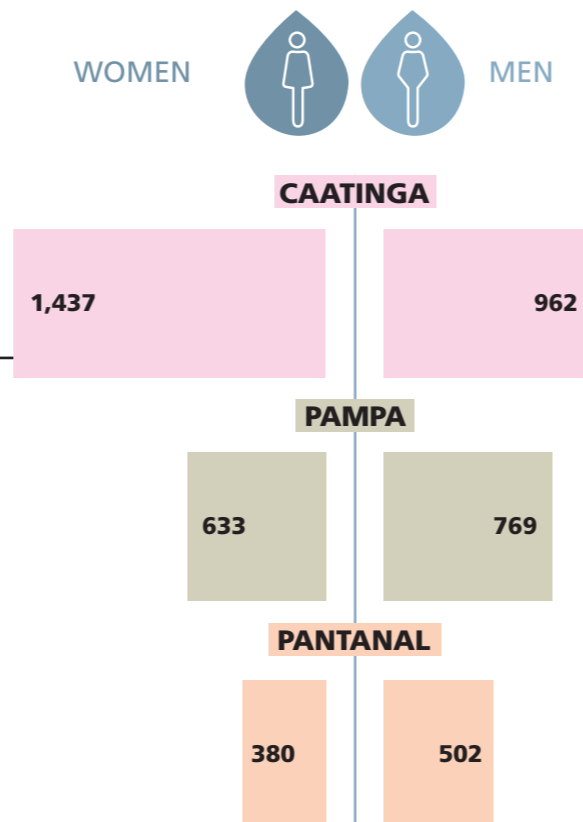 WOMEN MEN
CAATINGA
1,437 962
PAMPA
633 769
PANTANAL
380 502